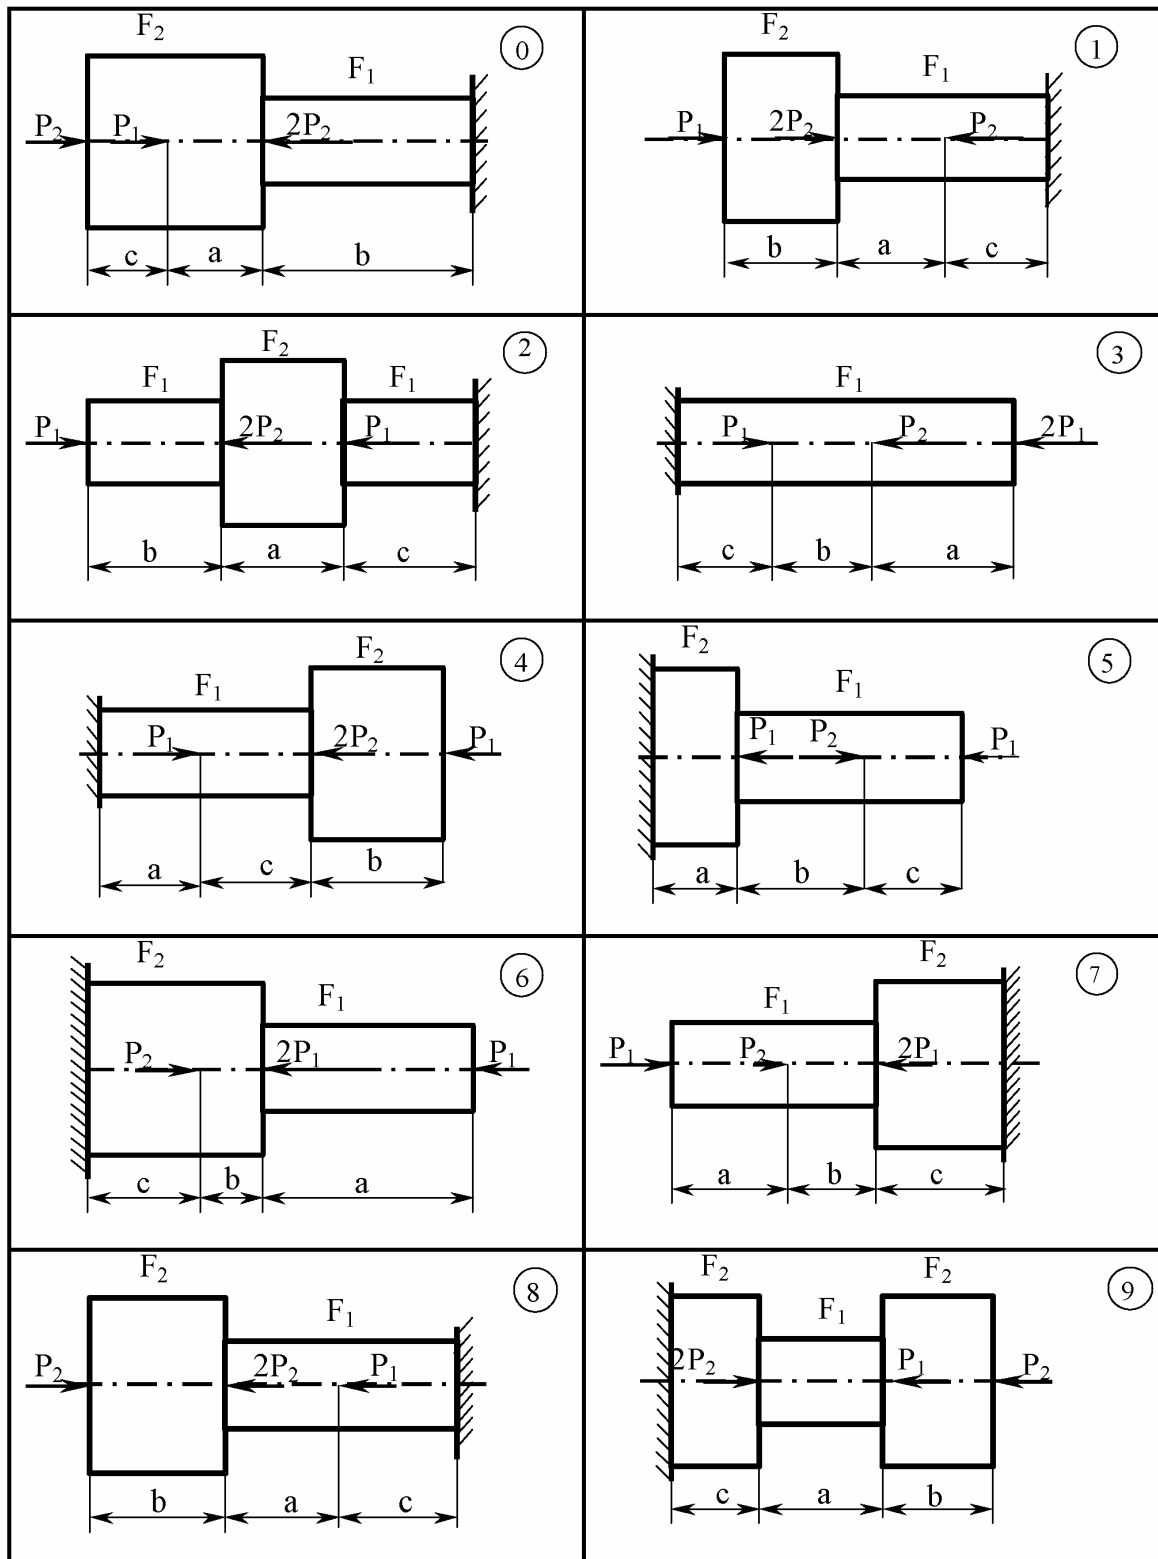 F₂ 0
F₁
P₂ P₁ 2P₂
c a b
F₂ 1
F₁
P₁ 2P₂ P₂
b a c
F₂ 2
F₁ F₁
P₁ 2P₂ P₁
b a c
3
F₁
P₁ P₂ 2P₁
c b a
F₂ 4
F₁
P₁ 2P₂ P₁
a c b
F₂ 5
F₁
P₁ P₂ P₁
a b c
F₂ 6
F₁
P₂ 2P₁ P₁
c b a
F₂ 7
F₁
P₁ P₂ 2P₁
a b c
F₂ 8
F₁
P₂ 2P₂ P₁
b a c
F₂ F₂ 9
F₁
2P₂ P₁ P₂
c a b